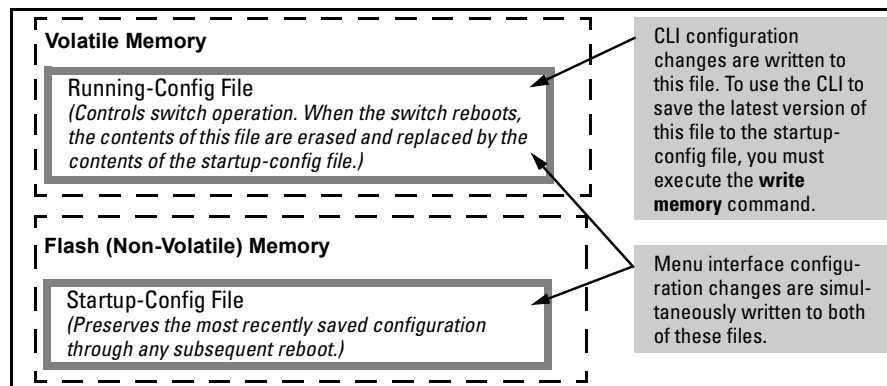 Volatile Memory
Running-Config File
(Controls switch operation. When the switch reboots,
the contents of this file are erased and replaced by the
contents of the startup-config file.)
CLI configuration
changes are written to
this file. To use the CLI to
save the latest version of
this file to the startup-
config file, you must
execute the write
memory command.
Flash (Non-Volatile) Memory
Startup-Config File
(Preserves the most recently saved configuration
through any subsequent reboot.)
Menu interface configu-
ration changes are simul-
taneously written to both
of these files.